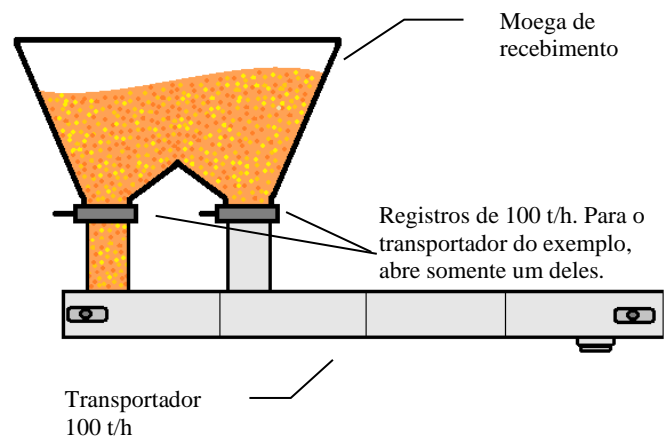 Moega de
recebimento
Registros de 100 t/h. Para o
transportador do exemplo,
abre somente um deles.
Transportador
100 t/h